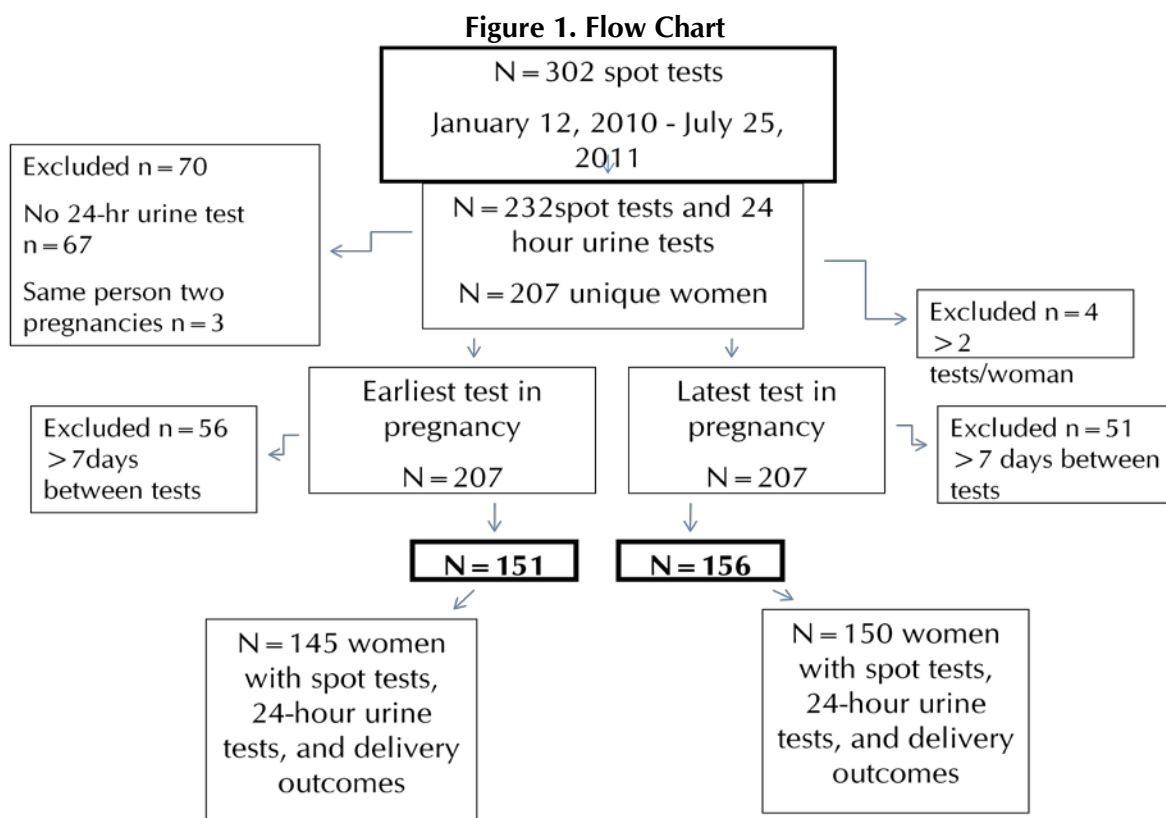 Figure 1. Flow Chart
N = 302 spot tests
January 12, 2010 - July 25,
2011
Excluded n = 70
No 24-hr urine test
n = 67
Same person two
pregnancies n = 3
N = 232spot tests and 24
hour urine tests
N = 207 unique women
Excluded n = 4
> 2
tests/woman
Earliest test in
pregnancy
N = 207
Latest test in
pregnancy
N = 207
Excluded n = 56
> 7days
between tests
Excluded n = 51
> 7 days between
tests
N = 151
N = 156
N = 145 women
with spot tests,
24-hour urine
tests, and delivery
outcomes
N = 150 women
with spot tests,
24-hour urine
tests, and delivery
outcomes